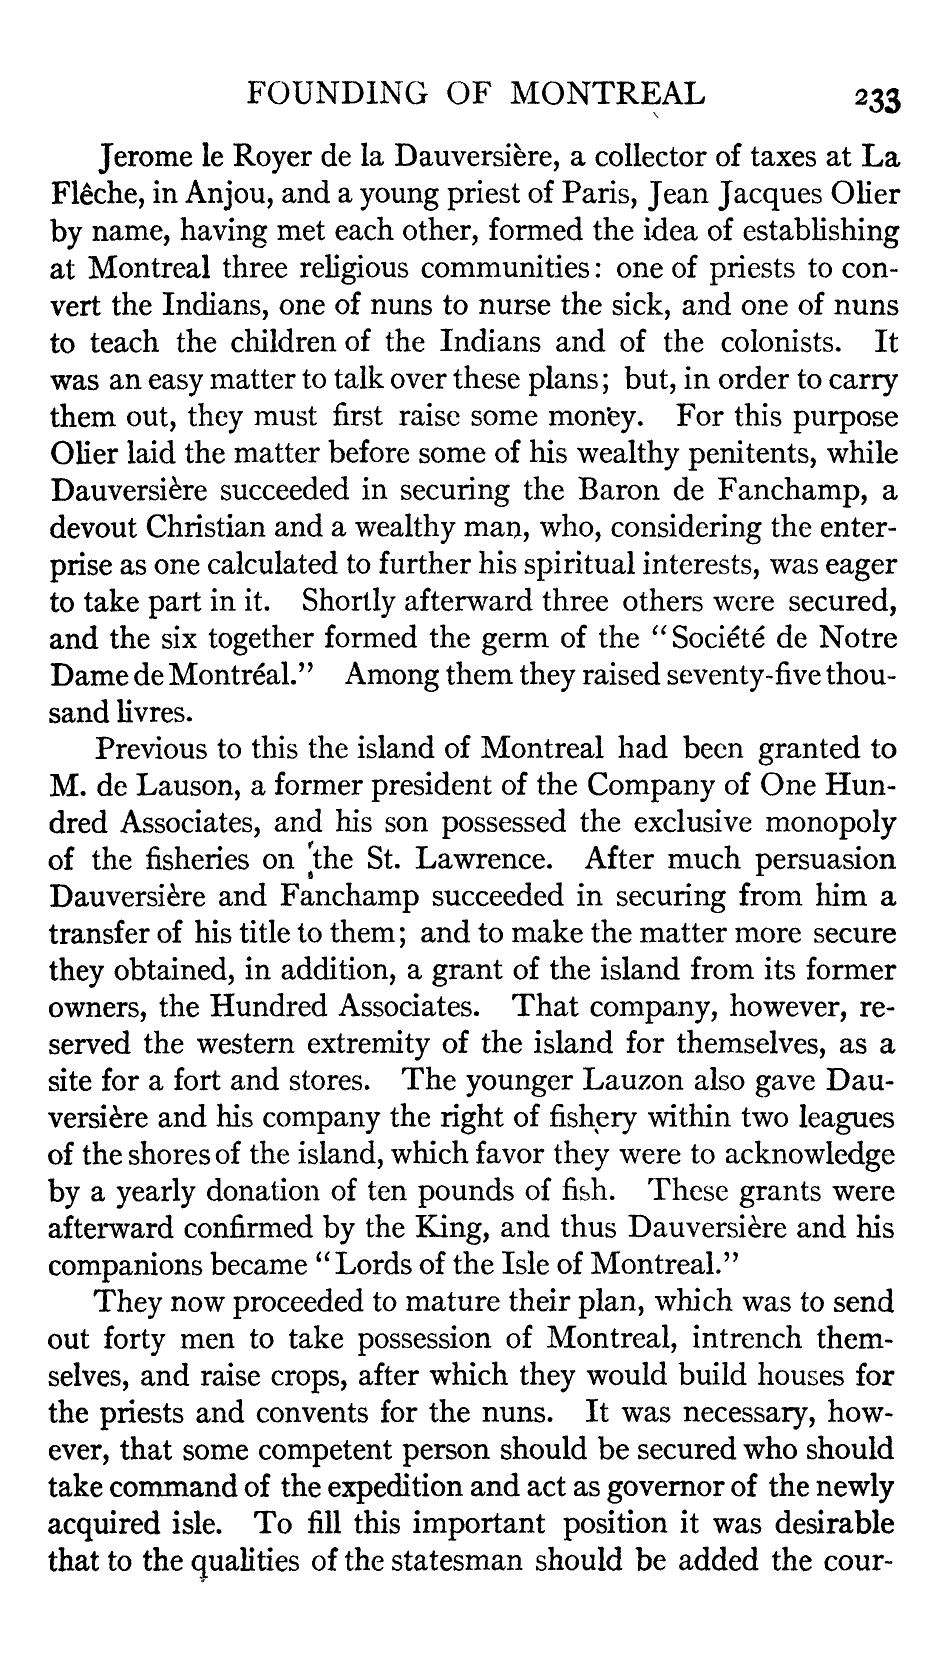 FOUNDING OF MONTREAL 233
Jerome le Royer de la Dauversière, a collector of taxes at La
Flêche, in Anjou, and a young priest of Paris, Jean Jacques Olier
by name, having met each other, formed the idea of establishing
at Montreal three religious communities: one of priests to con-
vert the Indians, one of nuns to nurse the sick, and one of nuns
to teach the children of the Indians and of the colonists. It
was an easy matter to talk over these plans; but, in order to carry
them out, they must first raise some money. For this purpose
Olier laid the matter before some of his wealthy penitents, while
Dauversière succeeded in securing the Baron de Fanchamp, a
devout Christian and a wealthy man, who, considering the enter-
prise as one calculated to further his spiritual interests, was eager
to take part in it. Shortly afterward three others were secured,
and the six together formed the germ of the “Société de Notre
Dame de Montréal.” Among them they raised seventy-five thou-
sand livres.
Previous to this the island of Montreal had been granted to
M. de Lauson, a former president of the Company of One Hun-
dred Associates, and his son possessed the exclusive monopoly
of the fisheries on the St. Lawrence. After much persuasion
Dauversière and Fanchamp succeeded in securing from him a
transfer of his title to them; and to make the matter more secure
they obtained, in addition, a grant of the island from its former
owners, the Hundred Associates. That company, however, re-
served the western extremity of the island for themselves, as a
site for a fort and stores. The younger Lauzon also gave Dau-
versière and his company the right of fishery within two leagues
of the shores of the island, which favor they were to acknowledge
by a yearly donation of ten pounds of fish. These grants were
afterward confirmed by the King, and thus Dauversière and his
companions became “Lords of the Isle of Montreal.”
They now proceeded to mature their plan, which was to send
out forty men to take possession of Montreal, intrench them-
selves, and raise crops, after which they would build houses for
the priests and convents for the nuns. It was necessary, how-
ever, that some competent person should be secured who should
take command of the expedition and act as governor of the newly
acquired isle. To fill this important position it was desirable
that to the qualities of the statesman should be added the cour-